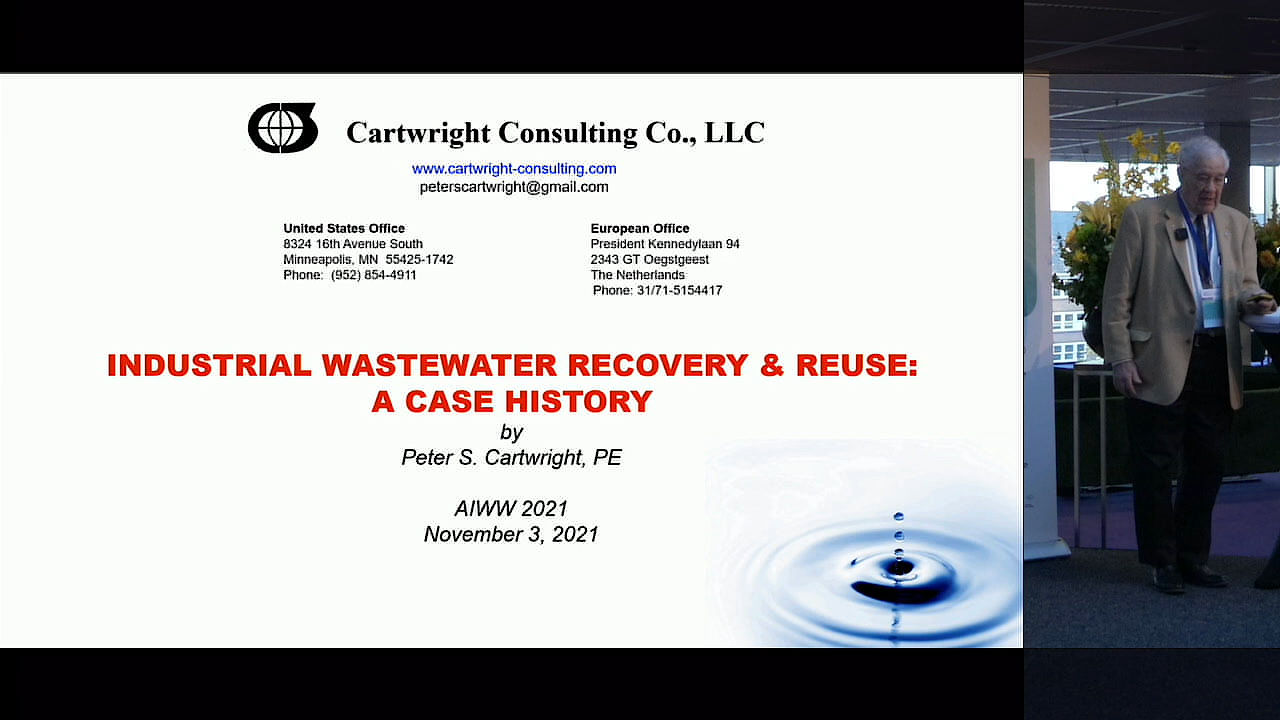 Cartwright Consulting Co., LLC
www.cartwright-consulting.com
peterscartwright@gmail.com
United States Office
8324 16th Avenue South
Minneapolis, MN 55425-1742
Phone: (952) 854-4911
European Office
President Kennedylaan 94
2343 GT Oegstgeest
The Netherlands
Phone: 31/71-5154417
INDUSTRIAL WASTEWATER RECOVERY & REUSE:
A CASE HISTORY
by
Peter S. Cartwright, PE
AIWW 2021
November 3, 2021